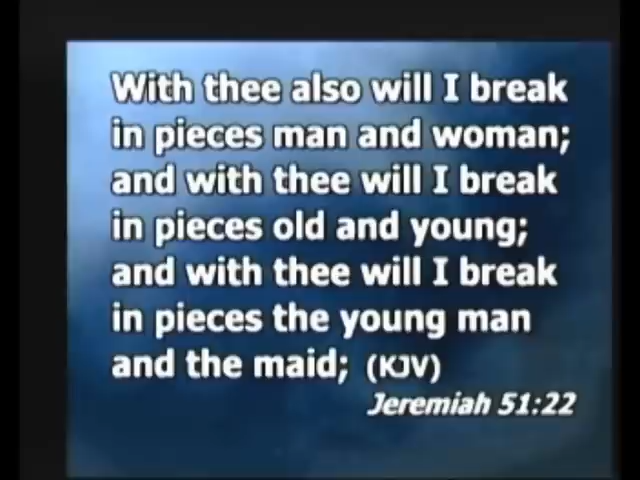 With thee also will I break
in pieces man and woman;
and with thee will I break
in pieces old and young;
and with thee will I break
in pieces the young man
and the maid; (KJV)
Jeremiah 51:22